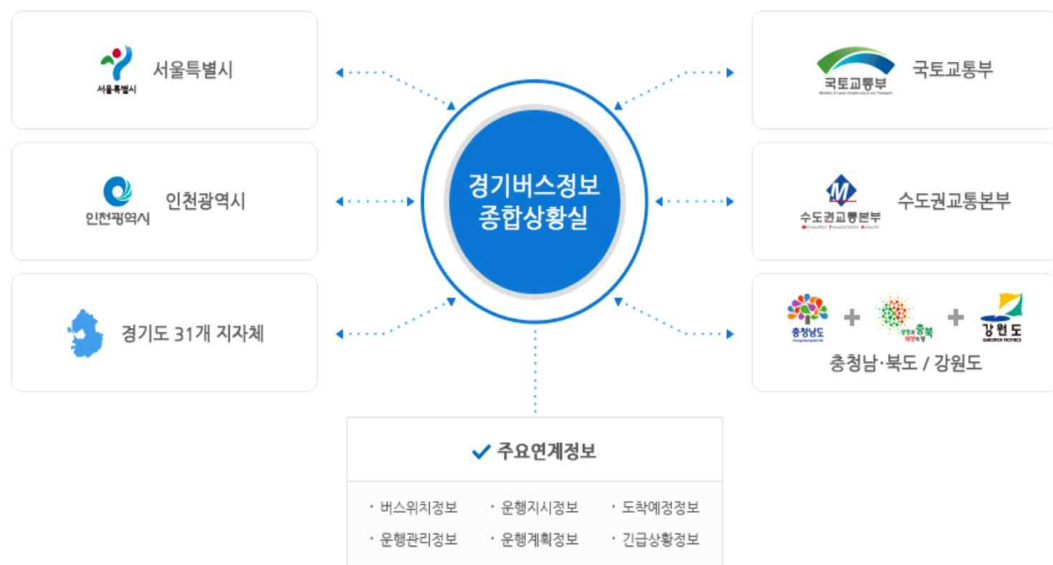 서울특별시
서울특별시
인천광역시
인천광역시
경기도 31개 지자체
경기버스정보
종합상황실
국토교통부
국토교통부
Ministry of Land, Infrastructure and Transport
M
수도권교통본부
수도권교통본부
충청남도
충북
강원도
충청남·북도 / 강원도
주요연계정보
· 버스위치정보 · 운행지시정보 · 도착예정정보
· 운행관리정보 · 운행계획정보 · 긴급상황정보